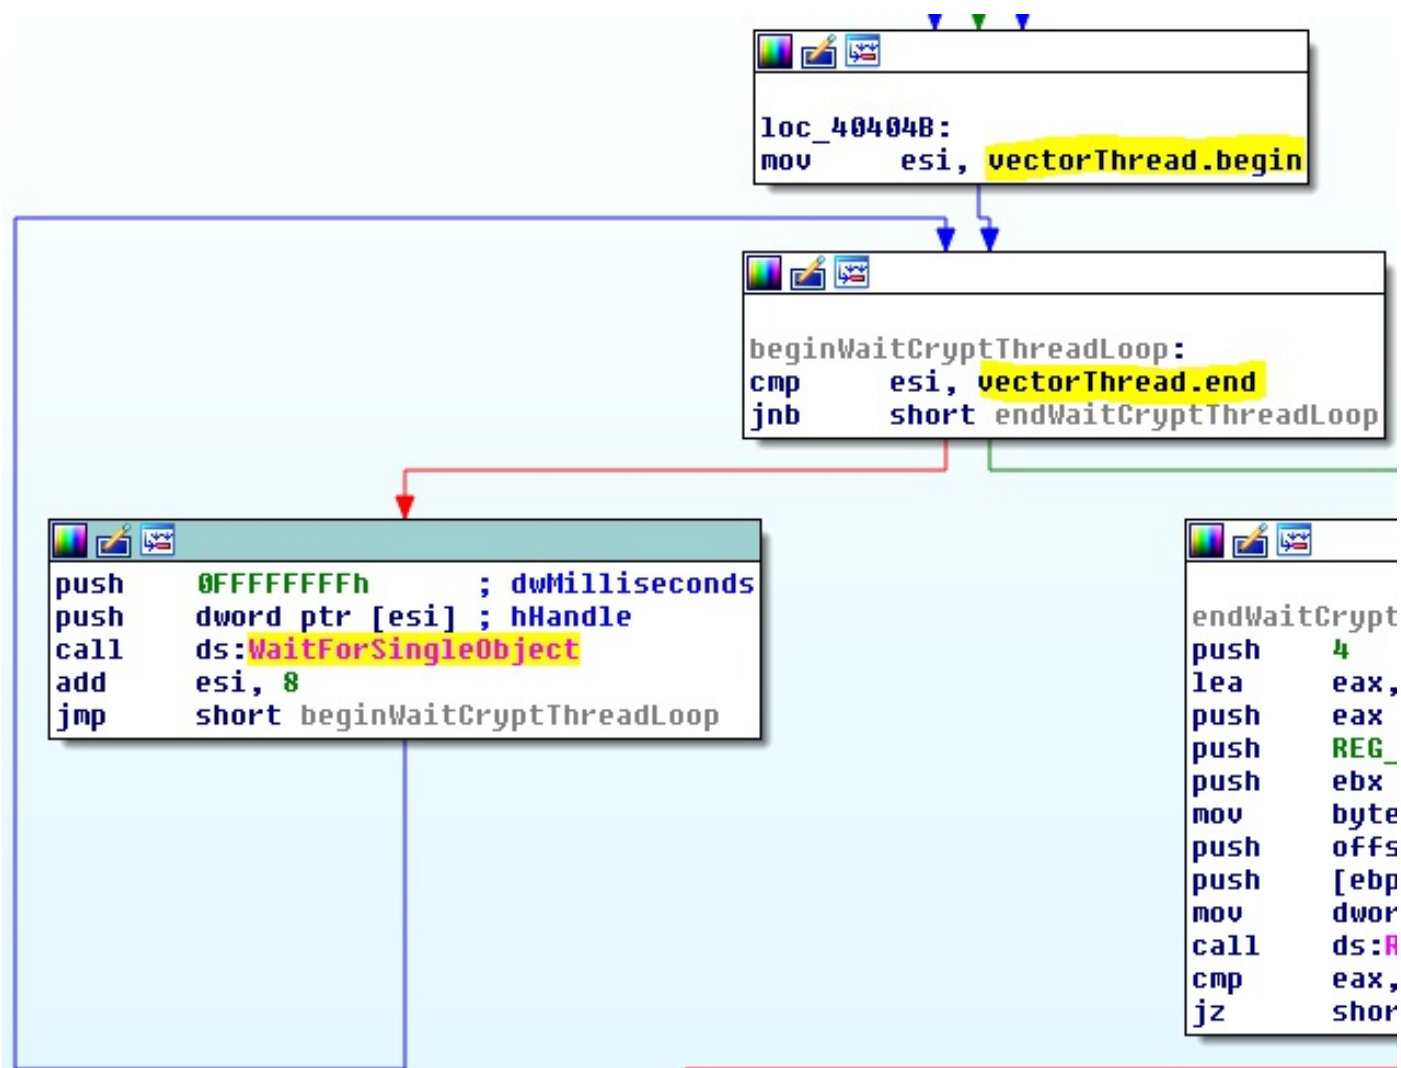 loc_40404B:
mov esi, vectorThread.begin
beginWaitCryptThreadLoop:
cmp esi, vectorThread.end
jnb short endWaitCryptThreadLoop
push 0FFFFFFFFh ; dwMilliseconds
push dword ptr [esi] ; hHandle
call ds:WaitForSingleObject
add esi, 8
jmp short beginWaitCryptThreadLoop
endWaitCrypt
push 4
lea eax,
push eax
push REG_
push ebx
mov byte
push offs
push [ebp
mov dwor
call ds:R
cmp eax,
jz shor